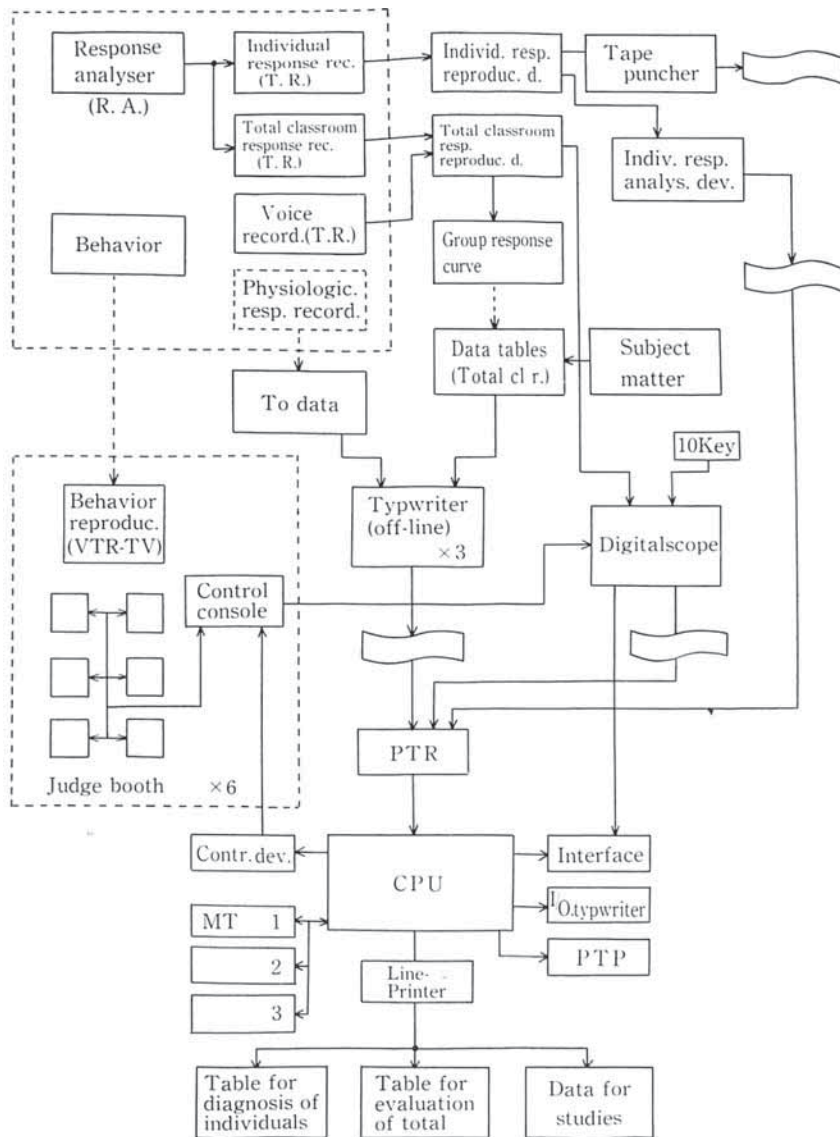 Response
analyser
(R. A.)
Individual
response rec.
(T. R.)
Individ. resp.
reproduc. d.
Tape
puncher
Total classroom
response rec.
(T. R.)
Total classroom
resp.
reproduc. d.
Indiv. resp.
analys. dev.
Voice
record.(T.R.)
Behavior
Group response
curve
Physiologic.
resp. record.
Data tables
(Total cl r.)
Subject
matter
To data
10Key
Behavior
reproduc.
(VTR-TV)
Typwriter
(off-line)
×3
Digitalscope
Control
console
Judge booth ×6
PTR
Contr. dev.
CPU
Interface
MT 1
2
3
I
O.typwriter
PTP
Line-
Printer
Table for
diagnosis of
individuals
Table for
evaluation
of total
Data for
studies